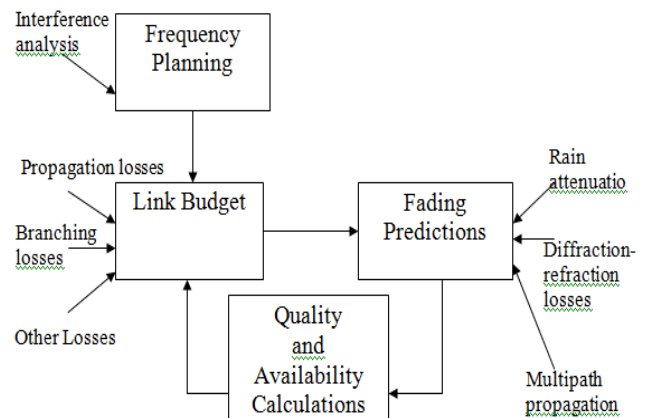 Interference
analysis
Frequency
Planning
Propagation losses
Link Budget
Branching
losses
Other Losses
Fading
Predictions
Rain
attenuatio
Diffraction-
refraction
losses
Multipath
propagation
Quality
and
Availability
Calculations